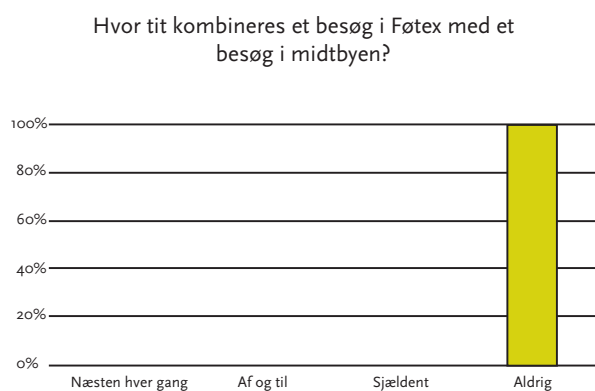 Hvor tit kombineres et besøg i Føtex med et
besøg i midtbyen?
100%
80%
60%
40%
20%
0%
Næsten hver gang
Af og til
Sjældent
Aldrig